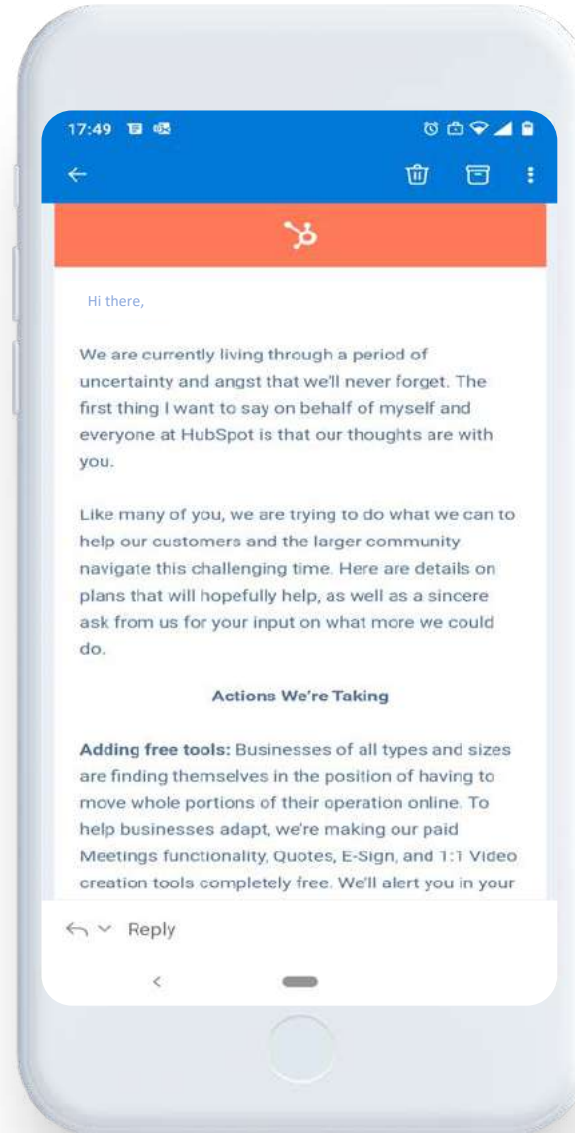 17:49
Hi there,
We are currently living through a period of
uncertainty and angst that we'll never forget. The
first thing I want to say on behalf of myself and
everyone at HubSpot is that our thoughts are with
you.
Like many of you, we are trying to do what we can to
help our customers and the larger community
navigate this challenging time. Here are details on
plans that will hopefully help, as well as a sincere
ask from us for your input on what more we could
do.
Actions We're Taking
Adding free tools: Businesses of all types and sizes
are finding themselves in the position of having to
move whole portions of their operation online. To
help businesses adapt, we're making our paid
Meetings functionality, Quotes, E-Sign, and 1:1 Video
creation tools completely free. We'll alert you in your
Reply